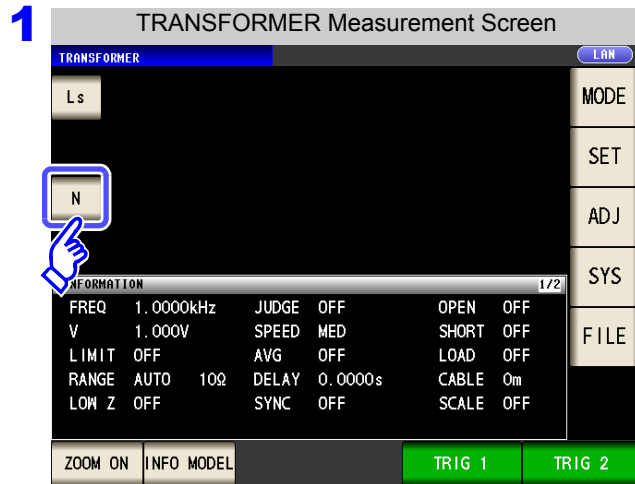 1 TRANSFORMER Measurement Screen
TRANSFORMER LAN
Ls
MODE
SET
N
ADJ
SYS
NFORMATION 1/2
FREQ 1.0000kHz JUDGE OFF OPEN OFF
V 1.000V SPEED MED SHORT OFF
FILE
LIMIT OFF AVG OFF LOAD OFF
RANGE AUTO 10Ω DELAY 0.0000s CABLE 0m
LOW Z OFF SYNC OFF SCALE OFF
ZOOM ON INFO MODEL TRIG 1 TRIG 2